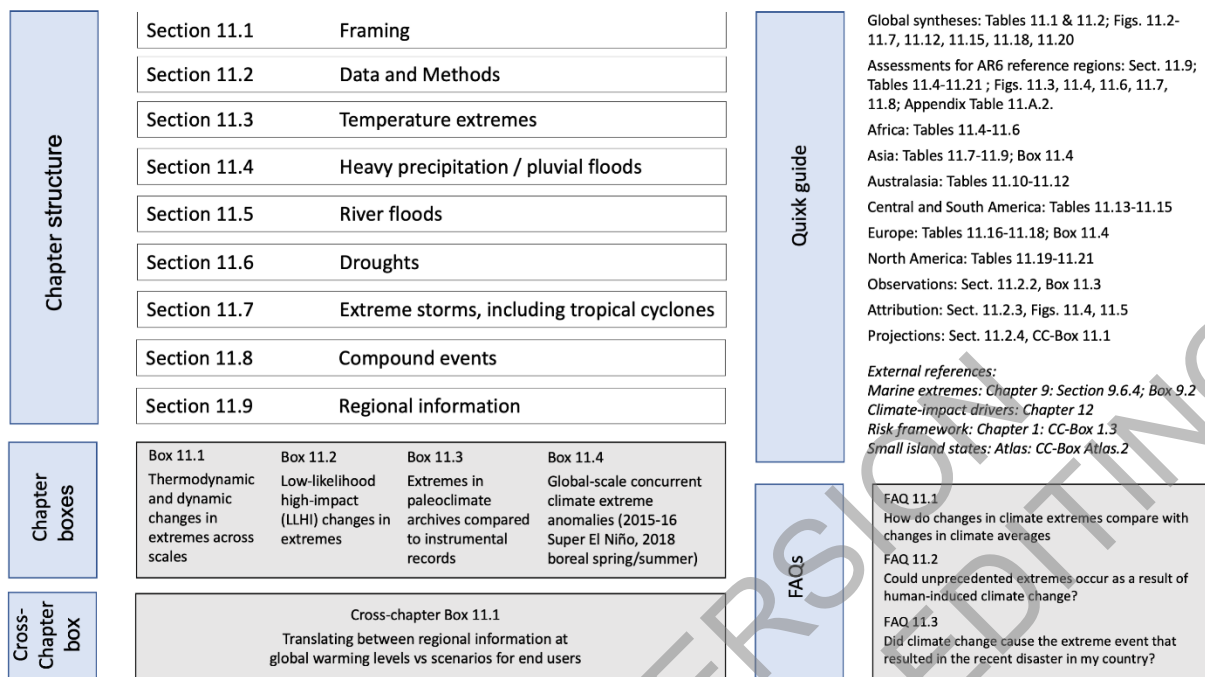 Chapter structure
Section 11.1 Framing
Section 11.2 Data and Methods
Section 11.3 Temperature extremes
Section 11.4 Heavy precipitation / pluvial floods
Section 11.5 River floods
Section 11.6 Droughts
Section 11.7 Extreme storms, including tropical cyclones
Section 11.8 Compound events
Section 11.9 Regional information
Chapter
boxes
Box 11.1
Thermodynamic
and dynamic
changes in
extremes across
scales
Box 11.2
Low-likelihood
high-impact
(LLHI) changes in
extremes
Box 11.3
Extremes in
paleoclimate
archives compared
to instrumental
records
Box 11.4
Global-scale concurrent
climate extreme
anomalies (2015-16
Super El Niño, 2018
boreal spring/summer)
Cross-
Chapter
box
Cross-chapter Box 11.1
Translating between regional information at
global warming levels vs scenarios for end users
Quixk guide
Global syntheses: Tables 11.1 & 11.2; Figs. 11.2-
11.7, 11.12, 11.15, 11.18, 11.20
Assessments for AR6 reference regions: Sect. 11.9;
Tables 11.4-11.21 ; Figs. 11.3, 11.4, 11.6, 11.7,
11.8; Appendix Table 11.A.2.
Africa: Tables 11.4-11.6
Asia: Tables 11.7-11.9; Box 11.4
Australasia: Tables 11.10-11.12
Central and South America: Tables 11.13-11.15
Europe: Tables 11.16-11.18; Box 11.4
North America: Tables 11.19-11.21
Observations: Sect. 11.2.2, Box 11.3
Attribution: Sect. 11.2.3, Figs. 11.4, 11.5
Projections: Sect. 11.2.4, CC-Box 11.1
External references:
Marine extremes: Chapter 9: Section 9.6.4; Box 9.2
Climate-impact drivers: Chapter 12
Risk framework: Chapter 1: CC-Box 1.3
Small island states: Atlas: CC-Box Atlas.2
FAQs
FAQ 11.1
How do changes in climate extremes compare with
changes in climate averages
FAQ 11.2
Could unprecedented extremes occur as a result of
human-induced climate change?
FAQ 11.3
Did climate change cause the extreme event that
resulted in the recent disaster in my country?